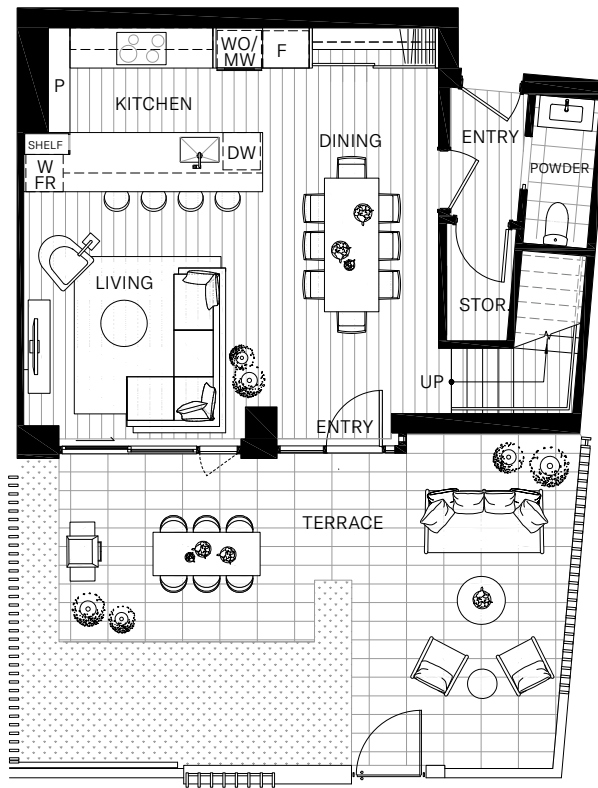 WO/
MW
F
P
KITCHEN
ENTRY
DINING
SHELF
DW
W
FR
POWDER
LIVING
STOR.
UP
ENTRY
TERRACE